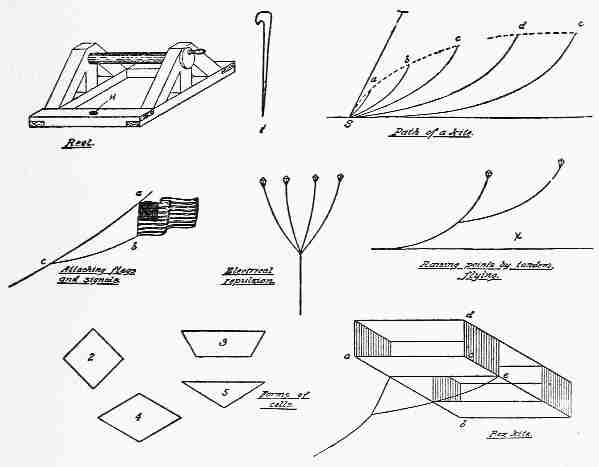 H
Reel.
T
a b c d
S
Path of a kite.
a
b
c
Attaching flags
and signals
Electrical
repulsion
X
Raising points by tandem
flying.
2
3
4
5
Forms of
cells
d
a c
e
b
Box kite.